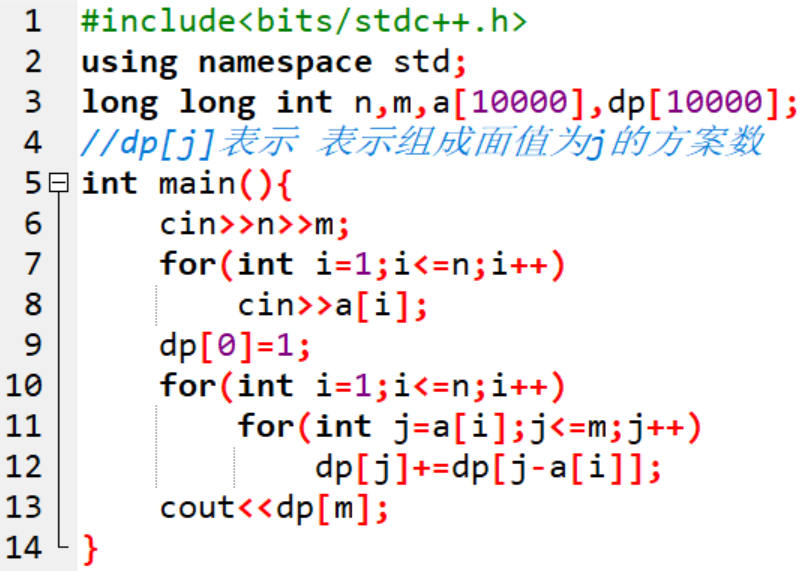 1 #include<bits/stdc++.h>
2 using namespace std;
3 long long int n,m,a[10000],dp[10000];
4 //dp[j]表示 表示组成面值为j的方案数
5 int main(){
6     cin>>n>>m;
7     for(int i=1;i<=n;i++)
8         cin>>a[i];
9     dp[0]=1;
10     for(int i=1;i<=n;i++)
11         for(int j=a[i];j<=m;j++)
12             dp[j]+=dp[j-a[i]];
13     cout<<dp[m];
14 }